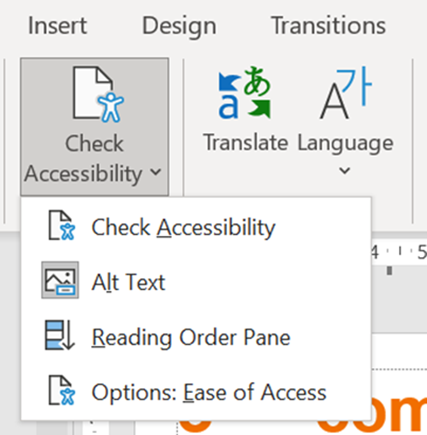 Insert Design Transitions
Check
Accessibility
Translate Language
Check Accessibility
Alt Text
Reading Order Pane
Options: Ease of Access
4 5
com